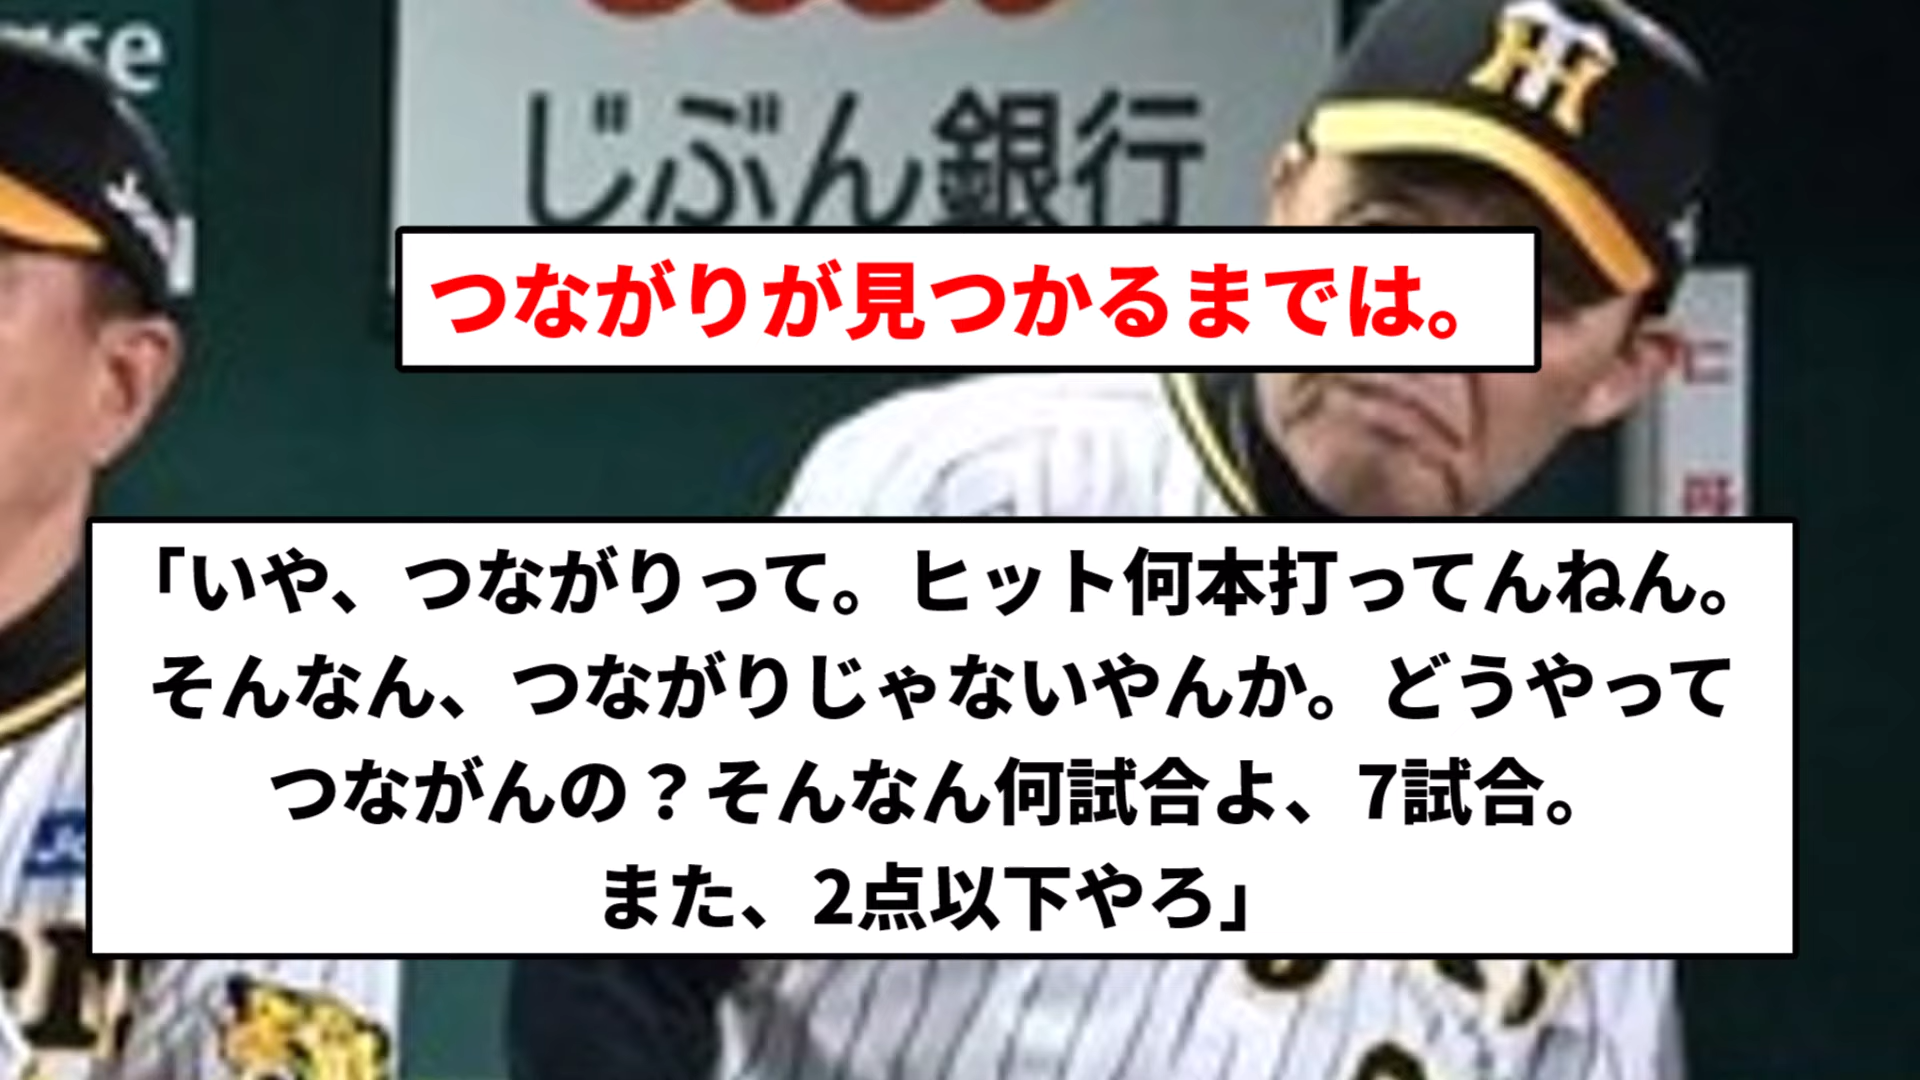 じぶん銀行
つながりが見つかるまでは。
「いや、つながりって。ヒット何本打ってんねん。
そんなん、つながりじゃないやんか。どうやって
つながんの？そんなん何試合よ、7試合。
また、2点以下やろ」